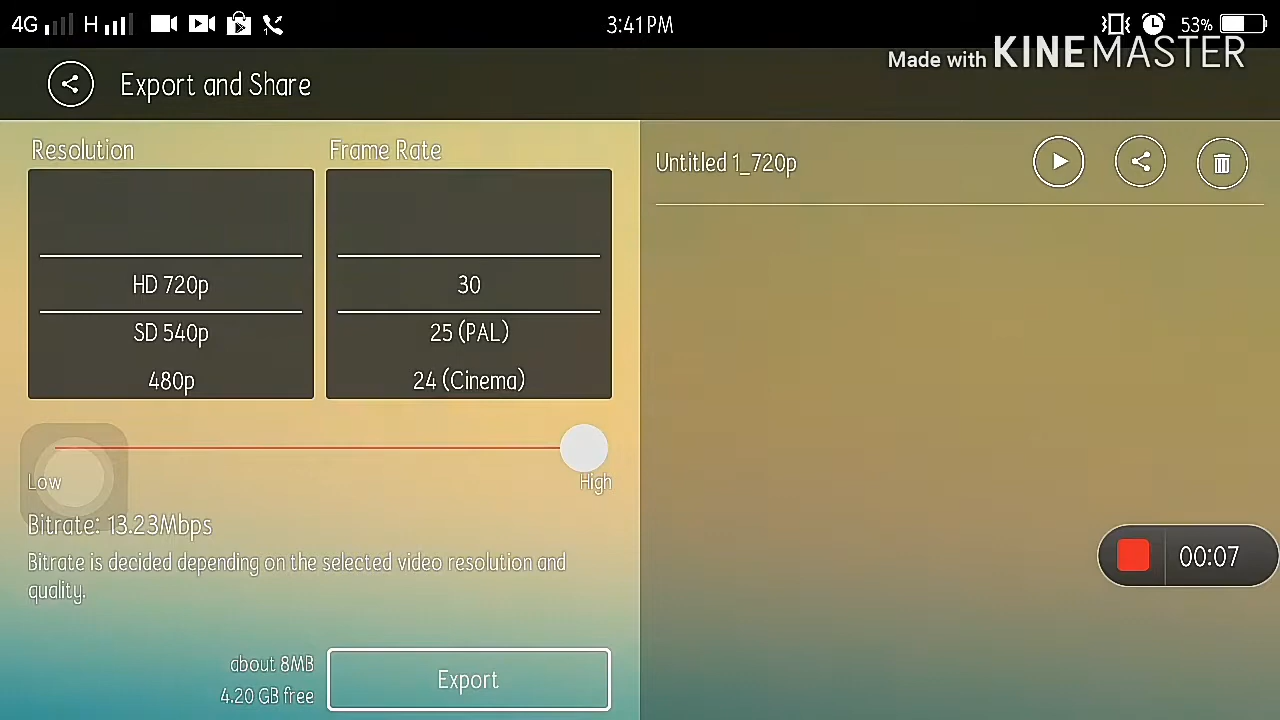 4G H 3:41PM 53%
Made with KINEMASTER
Export and Share
Resolution Frame Rate
HD 720p 30
SD 540p 25 (PAL)
480p 24 (Cinema)
Low High
Bitrate: 13.23Mbps
Bitrate is decided depending on the selected video resolution and
quality.
about 8MB
4.20 GB free
Export
Untitled 1_720p
00:07